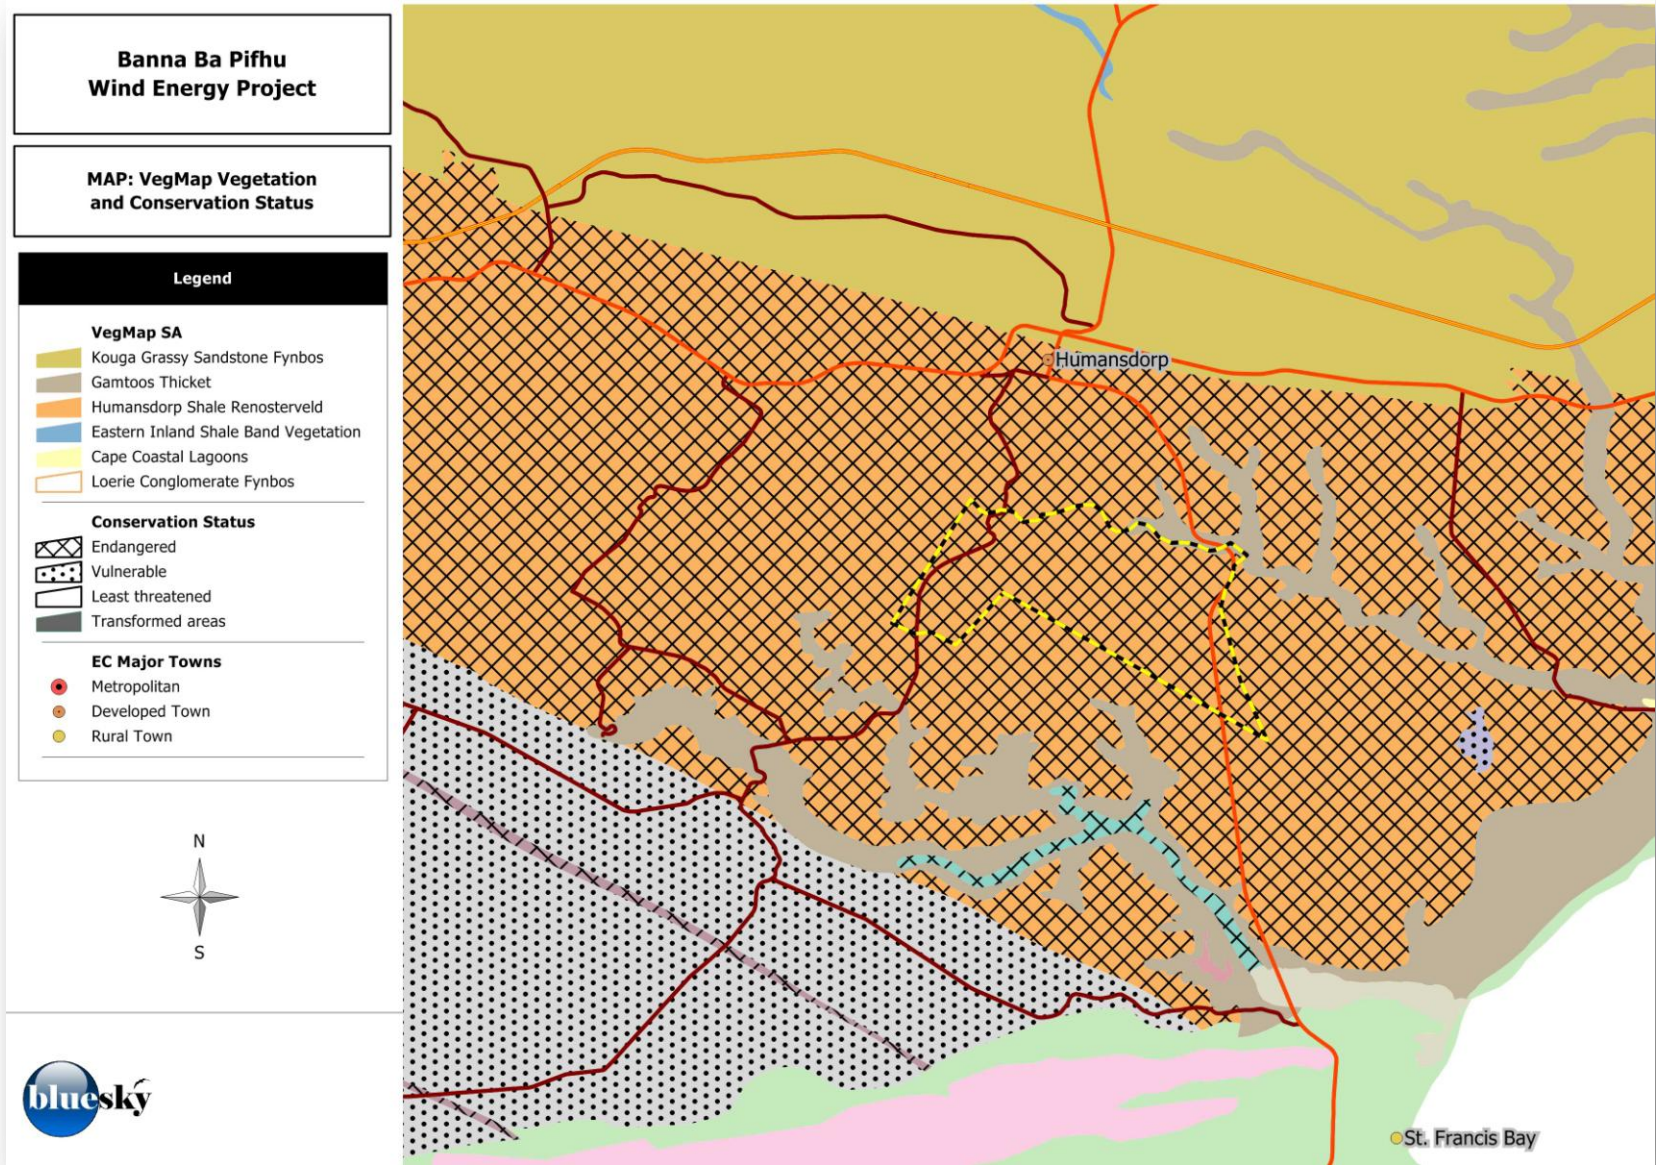 Banna Ba Pifhu
Wind Energy Project
MAP: VegMap Vegetation
and Conservation Status
Legend
VegMap SA
Kouga Grassy Sandstone Fynbos
Gamtoos Thicket
Humansdorp Shale Renosterveld
Eastern Inland Shale Band Vegetation
Cape Coastal Lagoons
Loerie Conglomerate Fynbos
Conservation Status
Endangered
Vulnerable
Least threatened
Transformed areas
EC Major Towns
Metropolitan
Developed Town
Rural Town
N
S
bluesky
Humansdorp
St. Francis Bay